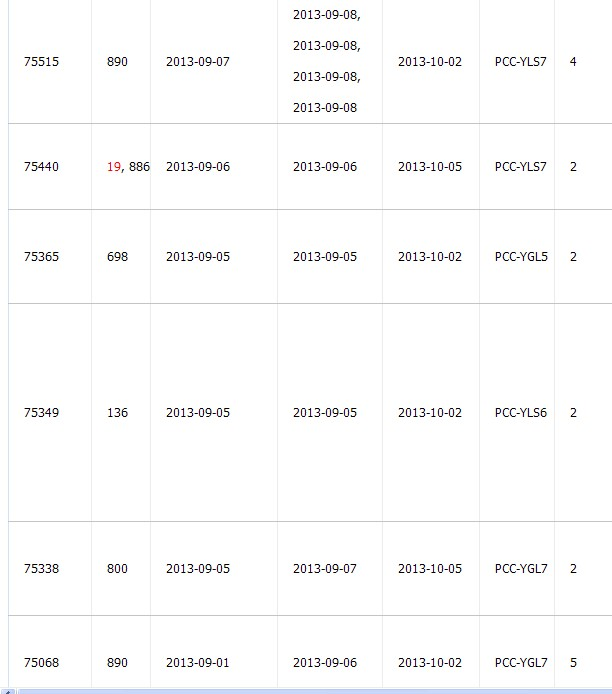 2013-09-08,
2013-09-08,
75515 890 2013-09-07 2013-10-02 PCC-YLS7 4
2013-09-08,
2013-09-08
75440 19, 886 2013-09-06 2013-09-06 2013-10-05 PCC-YLS7 2
75365 698 2013-09-05 2013-09-05 2013-10-02 PCC-YGL5 2
75349 136 2013-09-05 2013-09-05 2013-10-02 PCC-YLS6 2
75338 800 2013-09-05 2013-09-07 2013-10-05 PCC-YGL7 2
75068 890 2013-09-01 2013-09-06 2013-10-02 PCC-YGL7 5